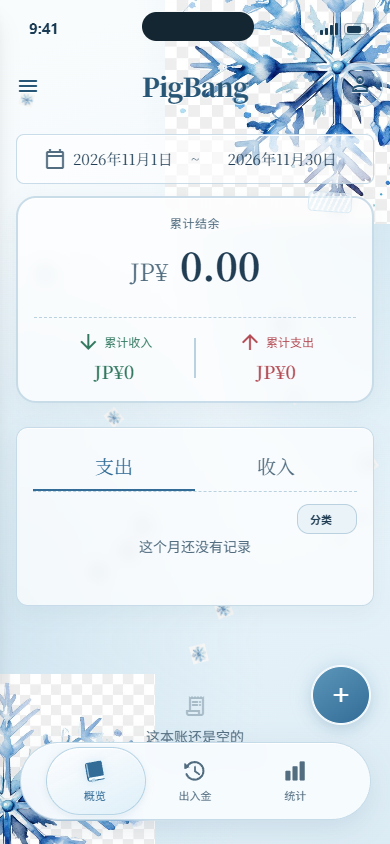 9:41
PigBang
2026年11月1日 ~ 2026年11月30日
累计结余
JP¥ 0.00
累计收入 累计支出
JP¥0 JP¥0
支出 收入
分类
这个月还没有记录
+
这本账还是空的
概览 出入金 统计